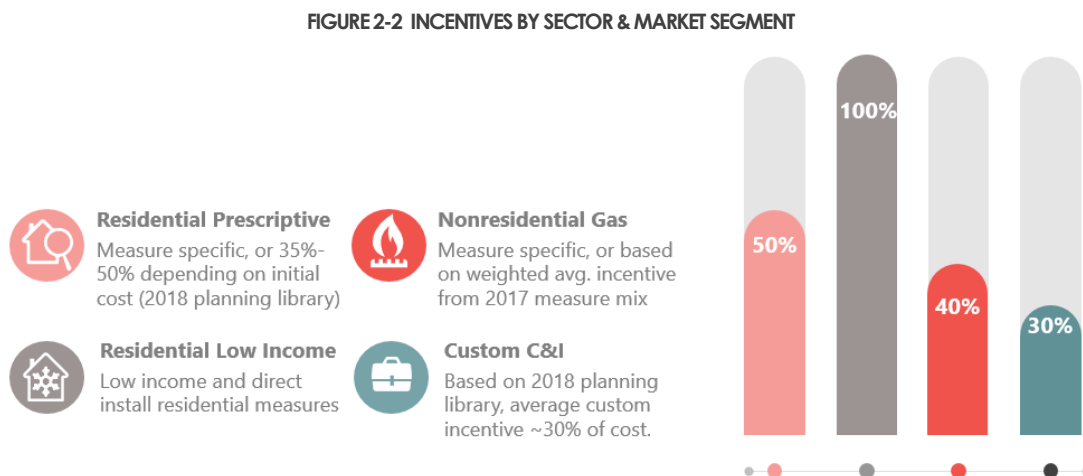 FIGURE 2-2 INCENTIVES BY SECTOR & MARKET SEGMENT
Residential Prescriptive
Measure specific, or 35%-
50% depending on initial
cost (2018 planning library)
Nonresidential Gas
Measure specific, or based
on weighted avg. incentive
from 2017 measure mix
Residential Low Income
Low income and direct
install residential measures
Custom C&I
Based on 2018 planning
library, average custom
incentive ~30% of cost.
50%
100%
40%
30%